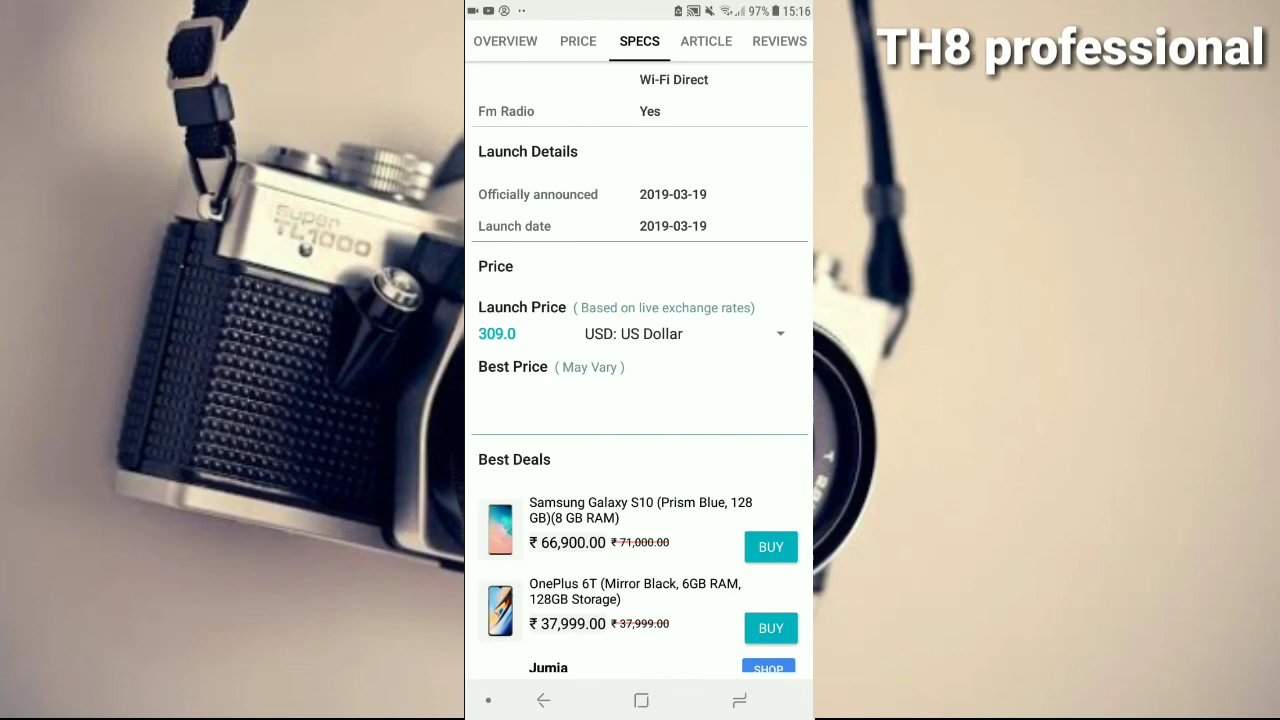 97% 15:16
TH8 professional
OVERVIEW PRICE SPECS ARTICLE REVIEWS
Wi-Fi Direct
Fm Radio Yes
Launch Details
Officially announced 2019-03-19
Launch date 2019-03-19
Price
Launch Price ( Based on live exchange rates)
309.0 USD: US Dollar
Best Price ( May Vary )
Best Deals
Samsung Galaxy S10 (Prism Blue, 128
GB)(8 GB RAM)
₹ 66,900.00 ₹ 71,000.00
BUY
OnePlus 6T (Mirror Black, 6GB RAM,
128GB Storage)
₹ 37,999.00 ₹ 37,999.00
BUY
Jumia SHOP
Super
TL1000